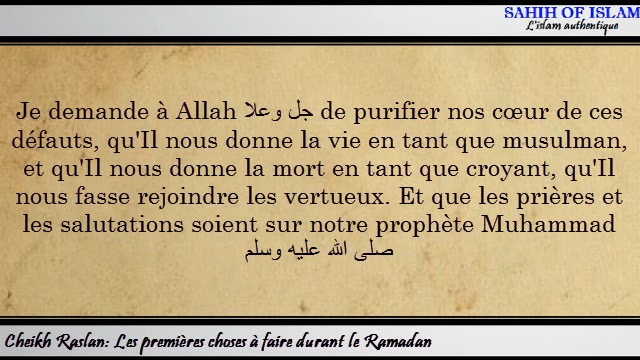 SAHIH OF ISLAM
L'islam authentique
Je demande à Allah جل وعلا de purifier nos cœur de ces
défauts, qu'Il nous donne la vie en tant que musulman,
et qu'Il nous donne la mort en tant que croyant, qu'Il
nous fasse rejoindre les vertueux. Et que les prières et
les salutations soient sur notre prophète Muhammad
صلى الله عليه وسلم
Cheikh Raslan: Les premières choses à faire durant le Ramadan